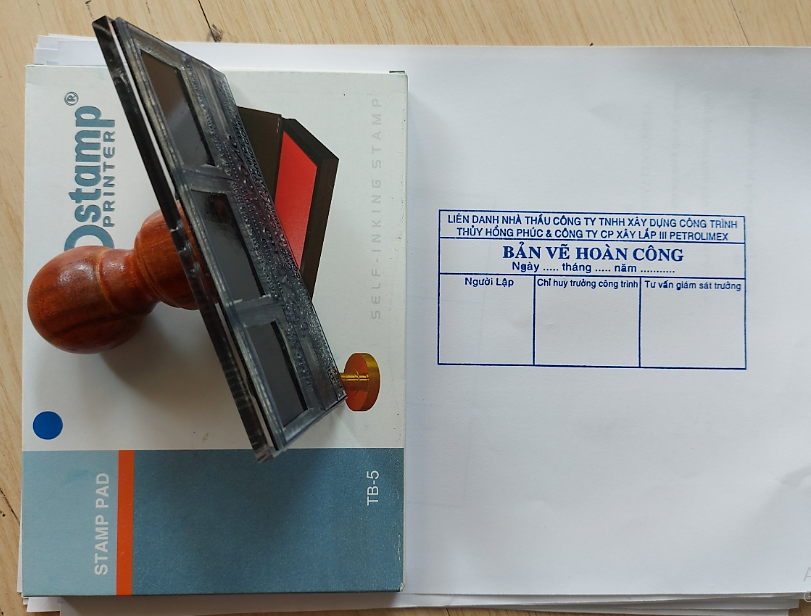 stamp®
PRINTER
SELF-INKING STAMP
STAMP PAD
TB-5
LIÊN DANH NHÀ THẦU CÔNG TY TNHH XÂY DỰNG CÔNG TRÌNH
THỦY HỒNG PHÚC & CÔNG TY CP XÂY LẮP III PETROLIMEX
BẢN VẼ HOÀN CÔNG
Ngày ..... tháng ..... năm ...........
Người Lập
Chỉ huy trưởng công trình
Tư vấn giám sát trưởng